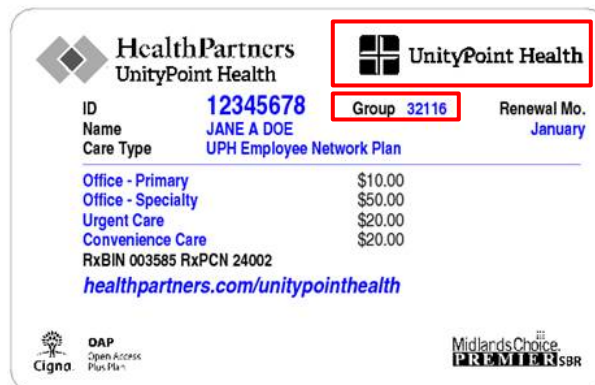 HealthPartners
UnityPoint Health
UnityPoint Health
ID 12345678 Group 32116 Renewal Mo.
Name JANE A DOE January
Care Type UPH Employee Network Plan
Office - Primary $10.00
Office - Specialty $50.00
Urgent Care $20.00
Convenience Care $20.00
RxBIN 003585 RxPCN 24002
healthpartners.com/unitypointhealth
Cigna. OAP
Open Access
Plus Plan
Midlands Choice.
PREMIER SBR